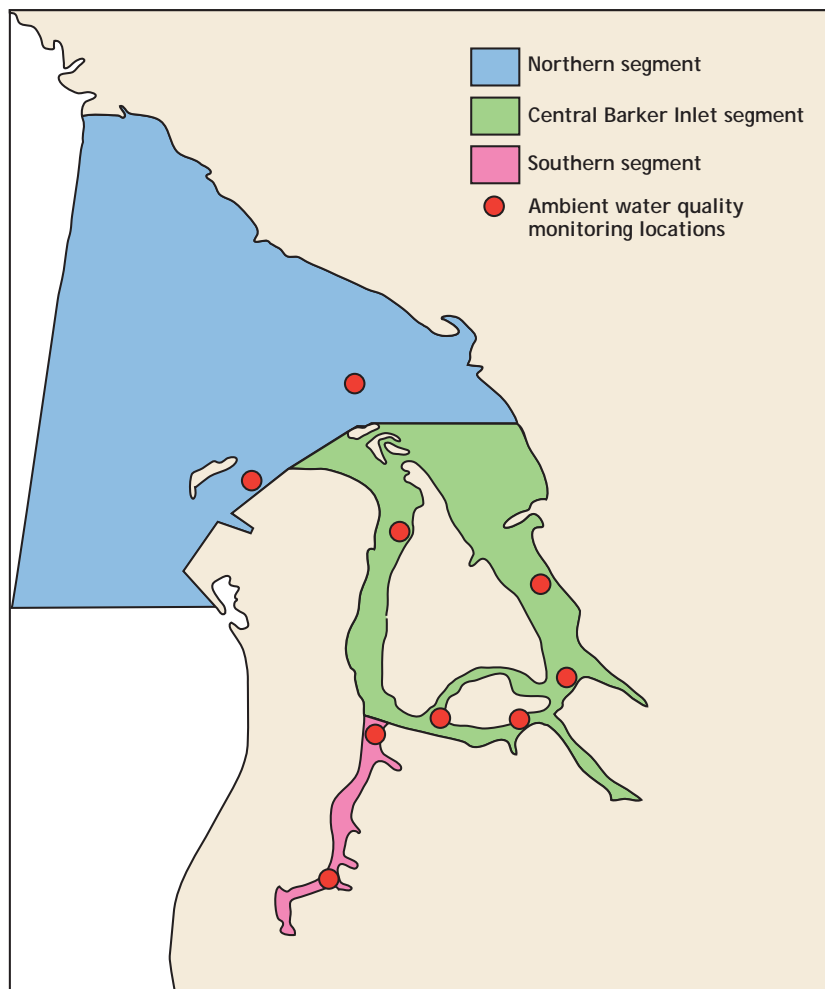 Northern segment
Central Barker Inlet segment
Southern segment
Ambient water quality
monitoring locations